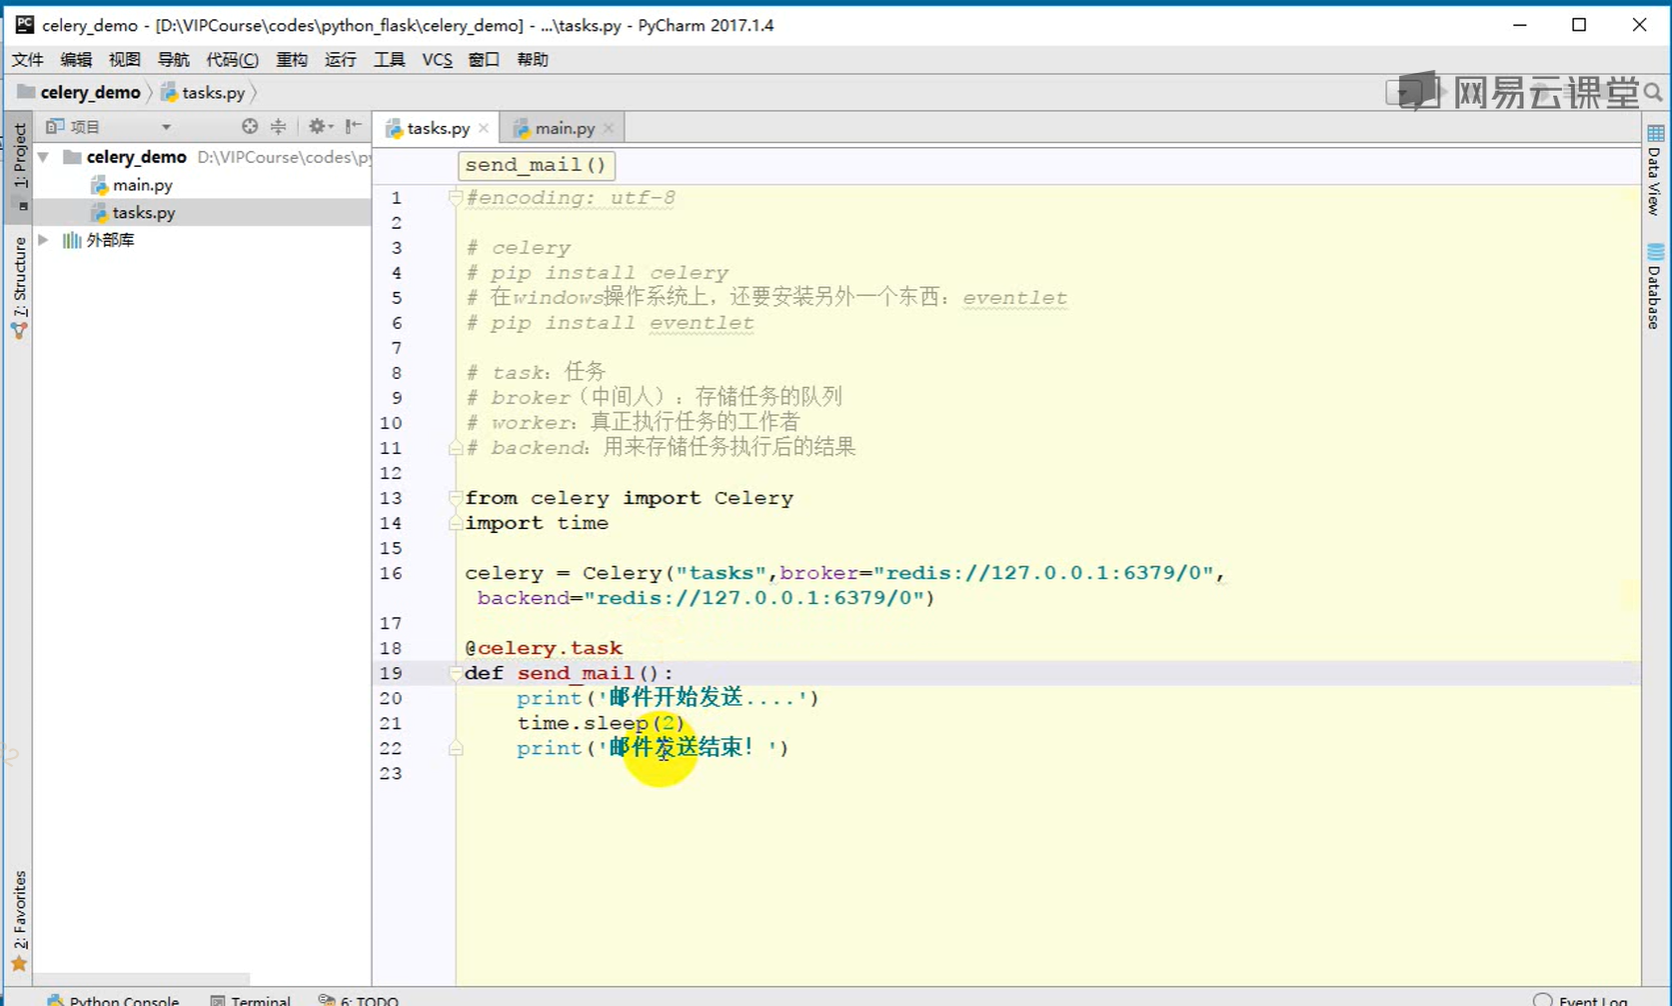 celery_demo - [D:\VIPCourse\codes\python_flask\celery_demo] - ...\tasks.py - PyCharm 2017.1.4
文件 编辑 视图 导航 代码(C) 重构 运行 工具 VCS 窗口 帮助
celery_demo tasks.py
网易云课堂
项目
tasks.py
main.py
1: Project
7: Structure
2: Favorites
celery_demo D:\VIPCourse\codes\py
main.py
tasks.py
外部库
send_mail()
1 #encoding: utf-8
2
3 # celery
4 # pip install celery
5 # 在windows操作系统上，还要安装另外一个东西：eventlet
6 # pip install eventlet
7
8 # task：任务
9 # broker（中间人）：存储任务的队列
10 # worker：真正执行任务的工作者
11 # backend：用来存储任务执行后的结果
12
13 from celery import Celery
14 import time
15
16 celery = Celery("tasks",broker="redis://127.0.0.1:6379/0",
backend="redis://127.0.0.1:6379/0")
17
18 @celery.task
19 def send_mail():
20 print('邮件开始发送....')
21 time.sleep(2)
22 print('邮件发送结束！')
23
Data View
Database
Python Console Terminal 6: TODO Event Log